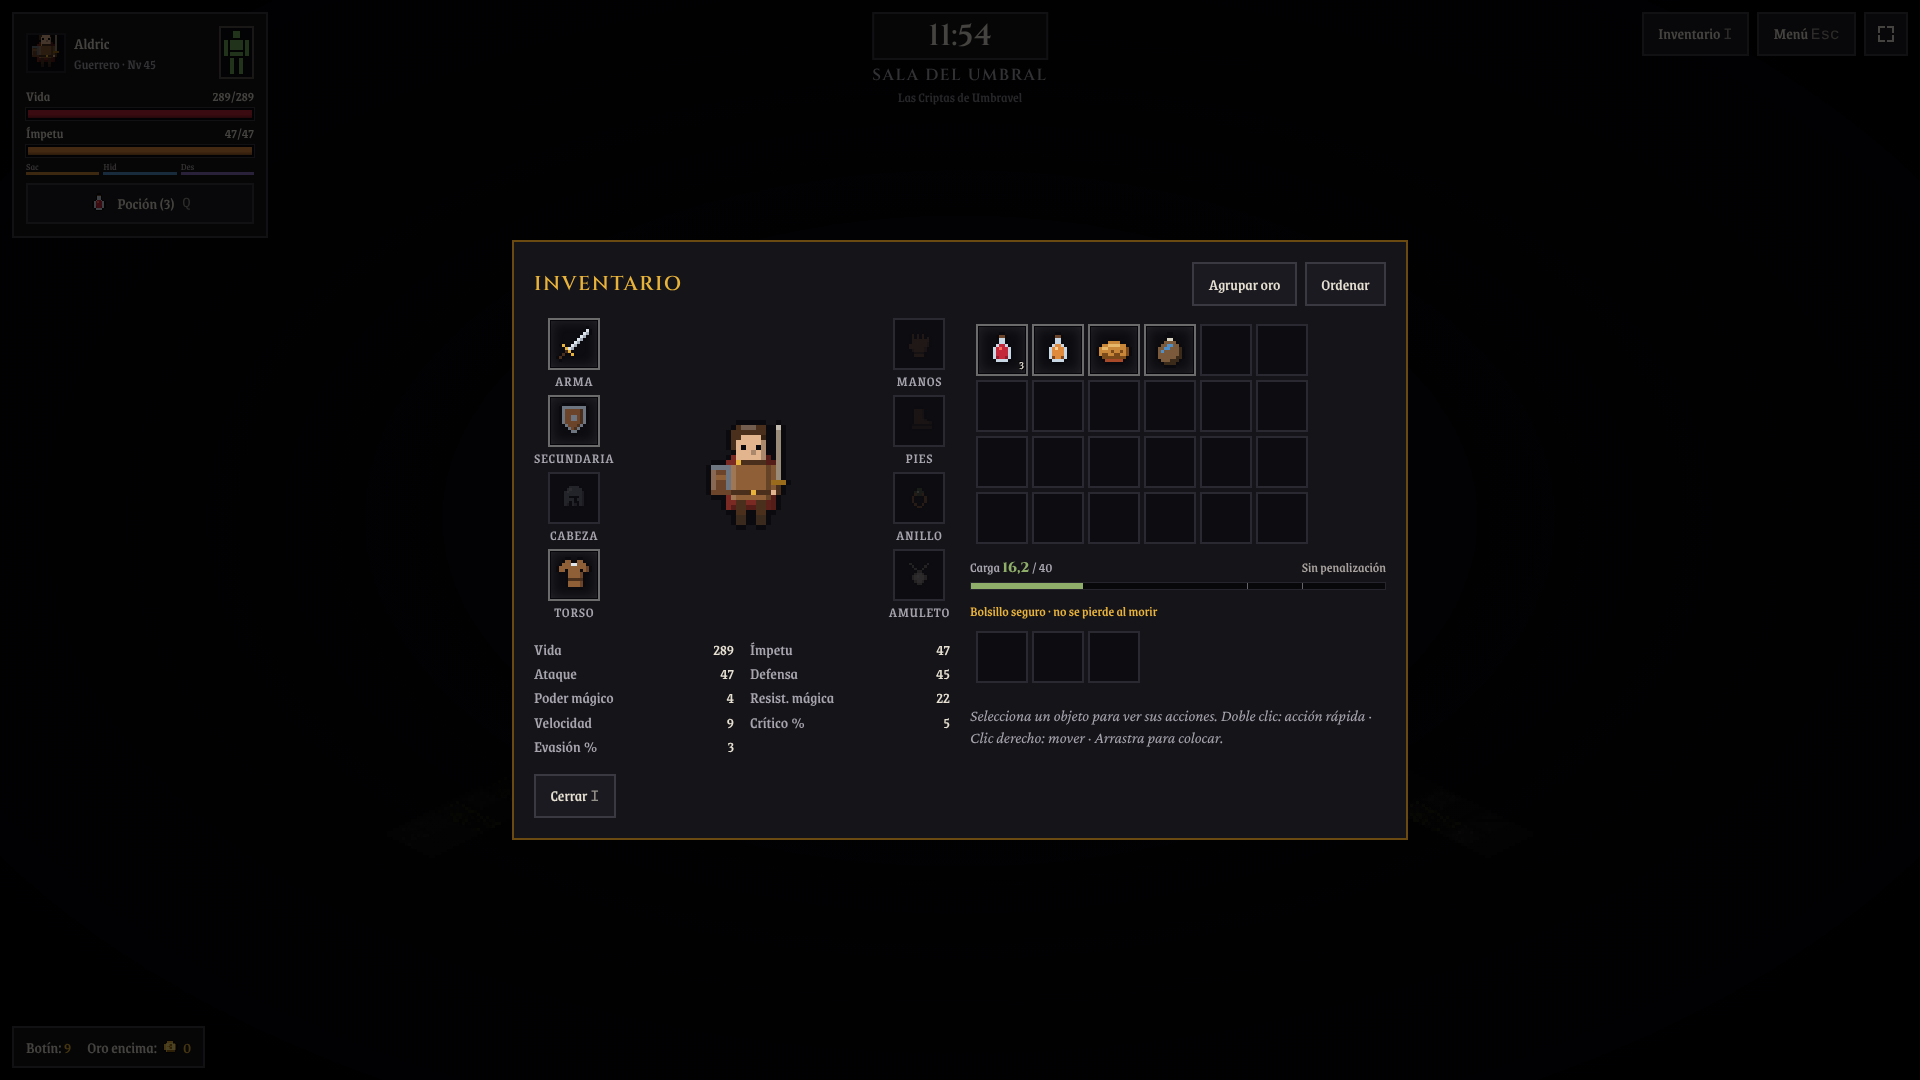 Aldric
Guerrero · Nv 45
Vida 289/289
Ímpetu 47/47
Sac Hid Des
Poción (3) Q
11:54
SALA DEL UMBRAL
Las Criptas de Umbravel
Inventario I
Menú Esc
INVENTARIO
Agrupar oro
Ordenar
ARMA
SECUNDARIA
CABEZA
TORSO
MANOS
PIES
ANILLO
AMULETO
3
Carga 16,2 / 40
Sin penalización
Bolsillo seguro · no se pierde al morir
Vida 289 Ímpetu 47
Ataque 47 Defensa 45
Poder mágico 4 Resist. mágica 22
Velocidad 9 Crítico % 5
Evasión % 3
Selecciona un objeto para ver sus acciones. Doble clic: acción rápida ·
Clic derecho: mover · Arrastra para colocar.
Cerrar I
Botín: 9 Oro encima: 0